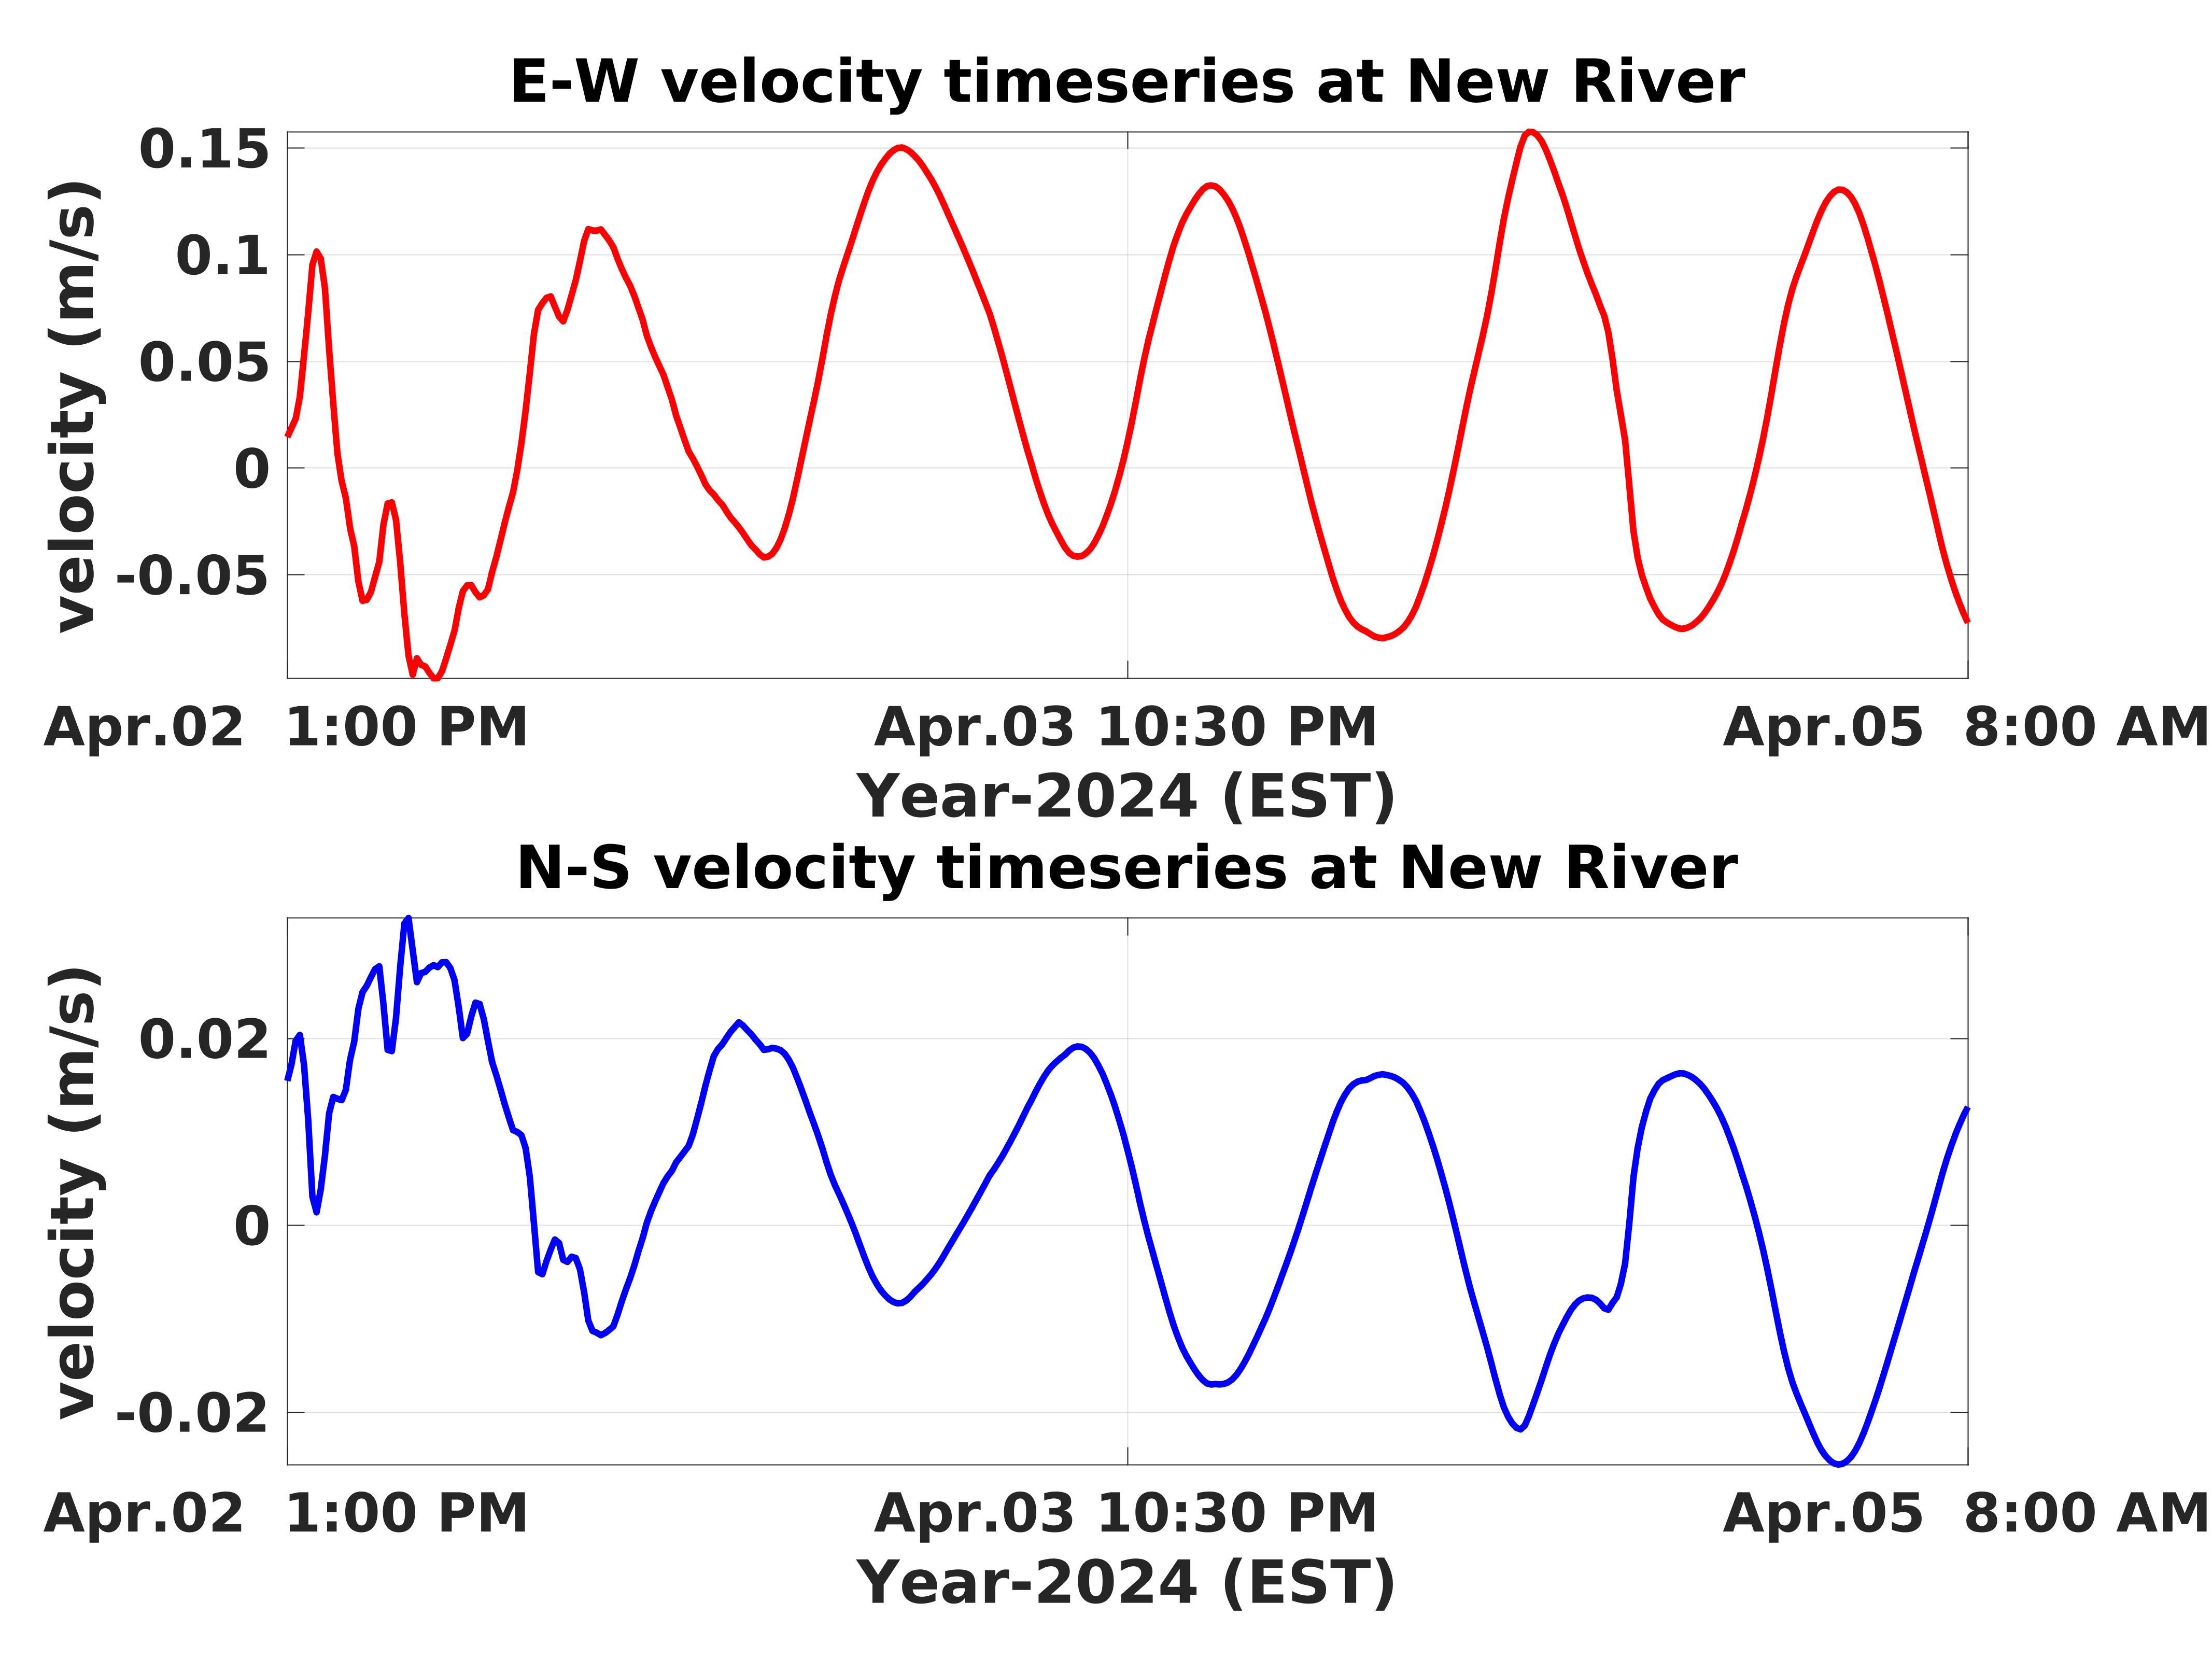 E-W velocity timeseries at New River
velocity (m/s)
0.15
0.1
0.05
0
-0.05
Apr.02 1:00 PM Apr.03 10:30 PM Apr.05 8:00 AM
Year-2024 (EST)
N-S velocity timeseries at New River
velocity (m/s)
0.02
0
-0.02
Apr.02 1:00 PM Apr.03 10:30 PM Apr.05 8:00 AM
Year-2024 (EST)